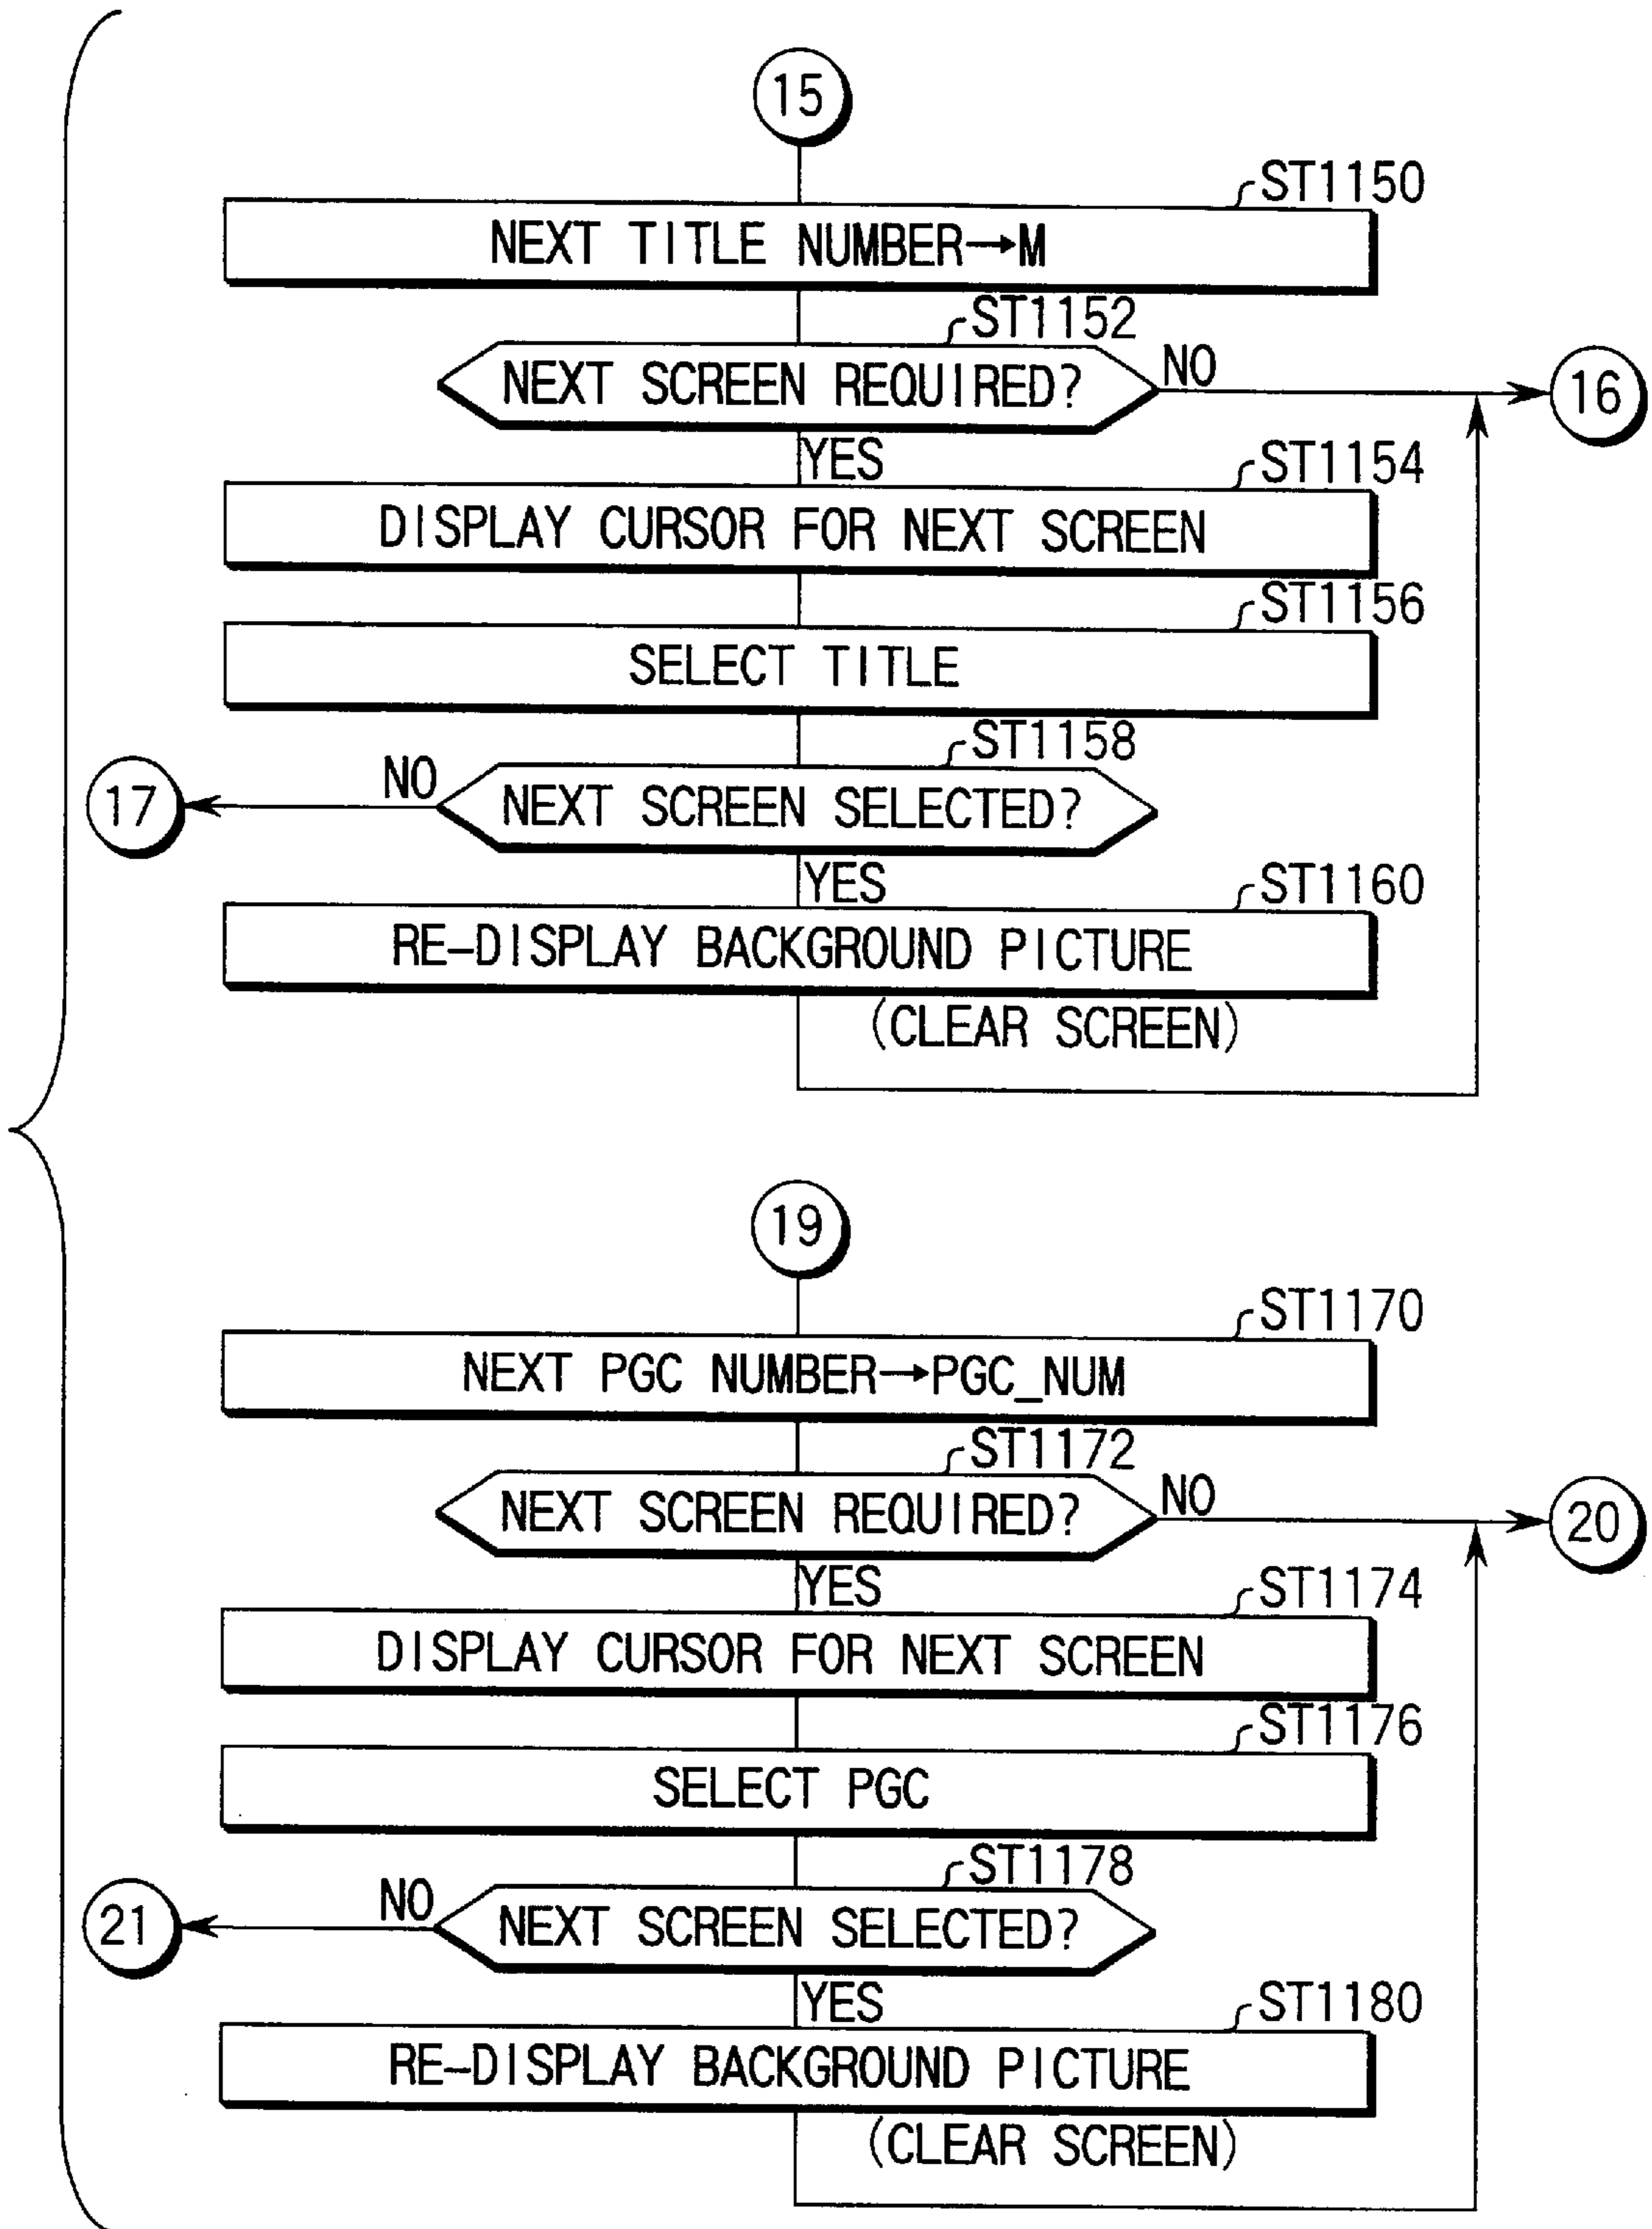 15
ST1150
NEXT TITLE NUMBER→M
ST1152
NEXT SCREEN REQUIRED?
NO
16
YES
ST1154
DISPLAY CURSOR FOR NEXT SCREEN
ST1156
SELECT TITLE
ST1158
NO
17
NEXT SCREEN SELECTED?
YES
ST1160
RE-DISPLAY BACKGROUND PICTURE
(CLEAR SCREEN)
19
ST1170
NEXT PGC NUMBER→PGC_NUM
ST1172
NEXT SCREEN REQUIRED?
NO
20
YES
ST1174
DISPLAY CURSOR FOR NEXT SCREEN
ST1176
SELECT PGC
ST1178
NO
21
NEXT SCREEN SELECTED?
YES
ST1180
RE-DISPLAY BACKGROUND PICTURE
(CLEAR SCREEN)